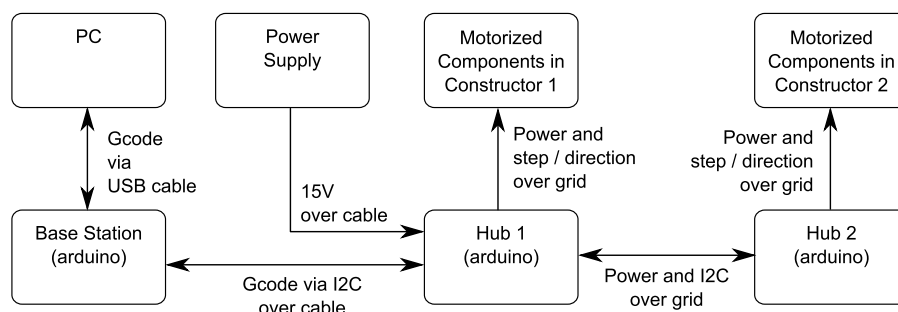 PC
Power
Supply
Motorized
Components in
Constructor 1
Motorized
Components in
Constructor 2
Gcode
via
USB cable
15V
over cable
Power and
step / direction
over grid
Power and
step / direction
over grid
Base Station
(arduino)
Gcode via I2C
over cable
Hub 1
(arduino)
Power and I2C
over grid
Hub 2
(arduino)